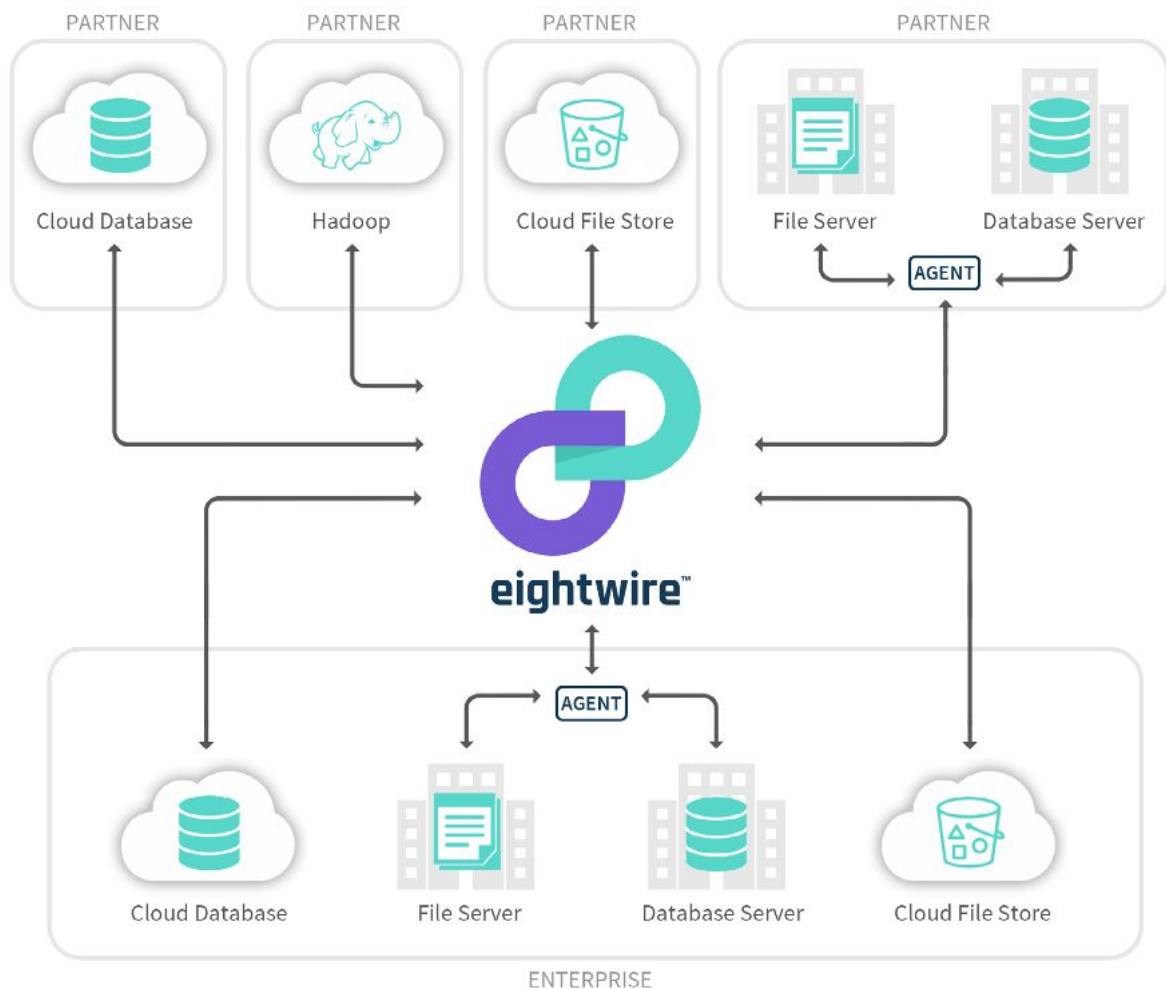 PARTNER
PARTNER
PARTNER
PARTNER
Cloud Database
Hadoop
Cloud File Store
File Server
Database Server
AGENT
eightwire™
AGENT
Cloud Database
File Server
Database Server
Cloud File Store
ENTERPRISE